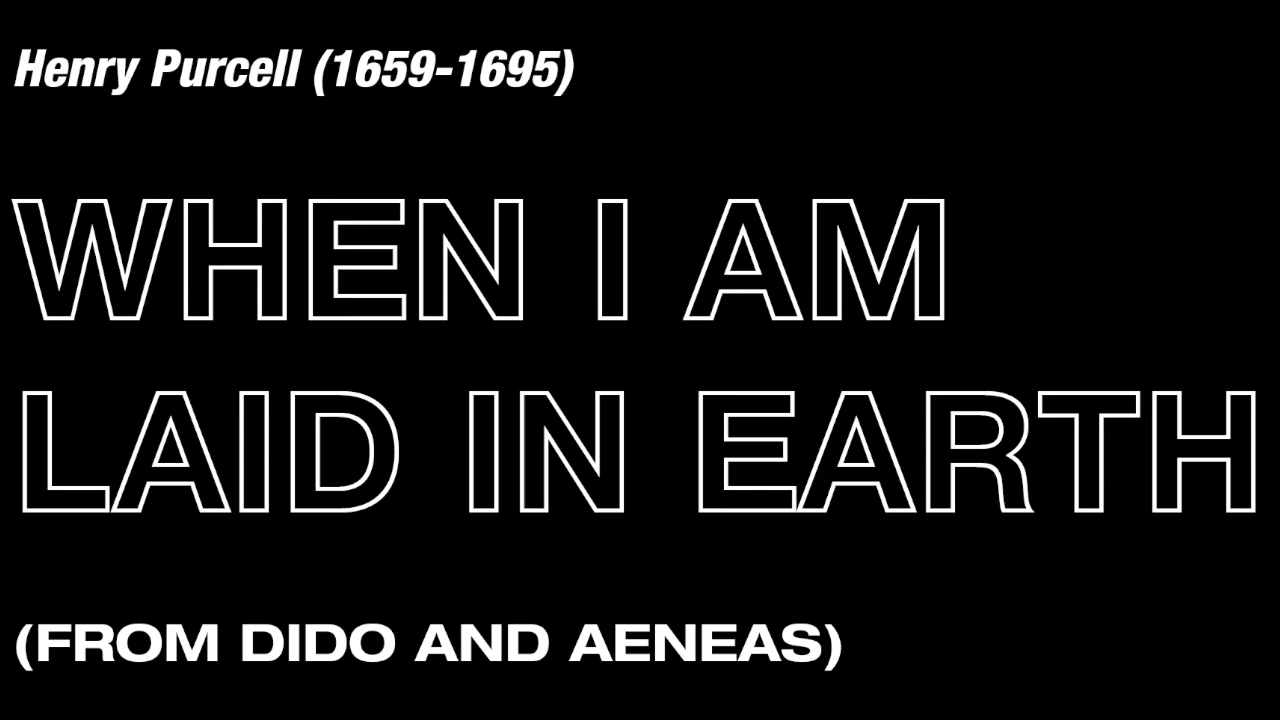 Henry Purcell (1659-1695)
WHEN I AM
LAID IN EARTH
(FROM DIDO AND AENEAS)